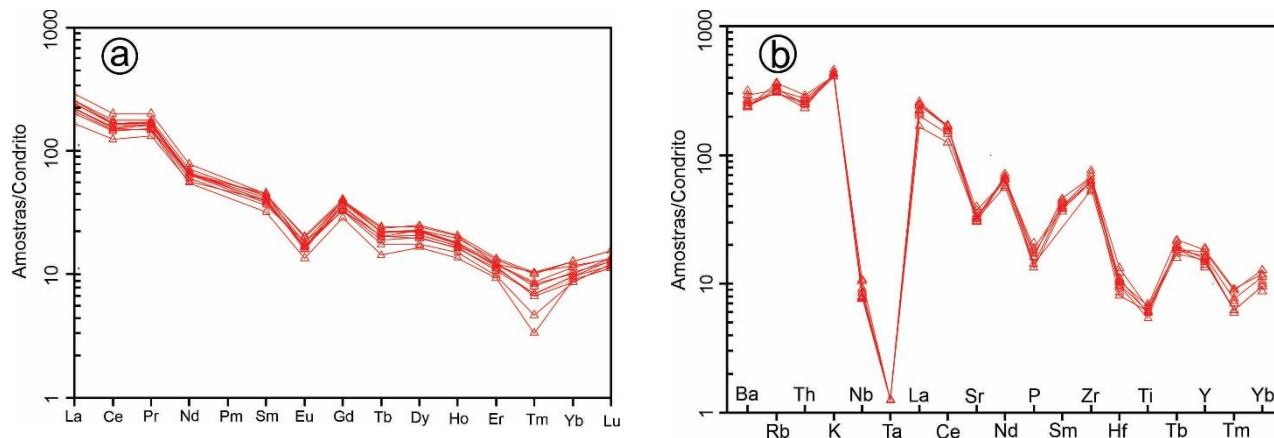 a
1000
100
10
1
Amostras/Condrito
La Ce Pr Nd Pm Sm Eu Gd Tb Dy Ho Er Tm Yb Lu
b
1000
100
10
1
Amostras/Condrito
Ba Th Nb La Sr P Zr Ti Y Yb
Rb K Ta Ce Nd Sm Hf Tb Tm